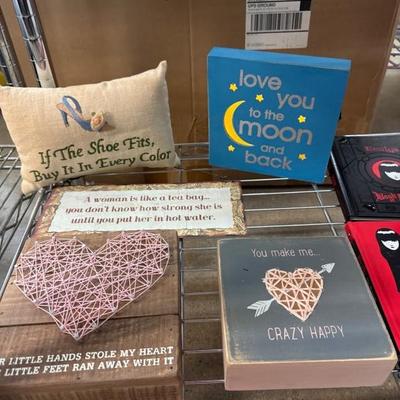 UPS GROUND
love you
to the
moon
and
back
If The Shoe Fits,
Buy It In Every Color
A woman is like a tea bag...
you don't know how strong she is
until you put her in hot water.
You make me...
CRAZY HAPPY
LITTLE HANDS STOLE MY HEART
LITTLE FEET RAN AWAY WITH IT